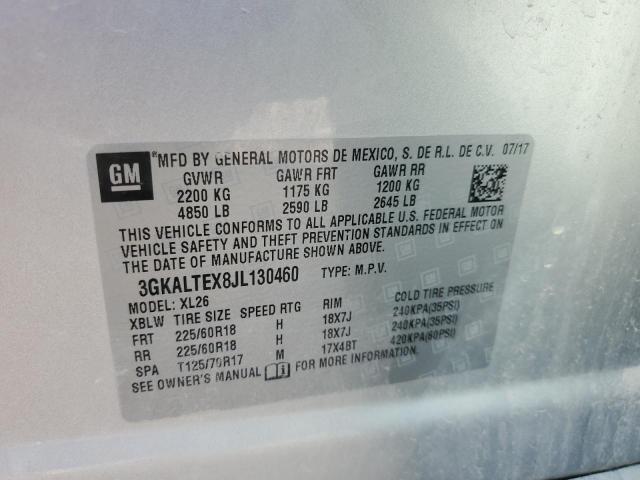 GM
*MFD BY GENERAL MOTORS DE MEXICO, S. DE R.L. DE C.V. 07/17
GVWR GAWR FRT GAWR RR
2200 KG 1175 KG 1200 KG
4850 LB 2590 LB 2645 LB
THIS VEHICLE CONFORMS TO ALL APPLICABLE U.S. FEDERAL MOTOR
VEHICLE SAFETY AND THEFT PREVENTION STANDARDS IN EFFECT ON
THE DATE OF MANUFACTURE SHOWN ABOVE.
3GKALTEX8JL130460 TYPE: M.P.V.
MODEL: XL26
XBLW TIRE SIZE SPEED RTG RIM COLD TIRE PRESSURE
FRT 225/60R18 H 18X7J 240KPA(35PSI)
RR 225/60R18 H 18X7J 240KPA(35PSI)
SPA T125/70R17 M 17X4BT 420KPA(60PSI)
SEE OWNER'S MANUAL FOR MORE INFORMATION.